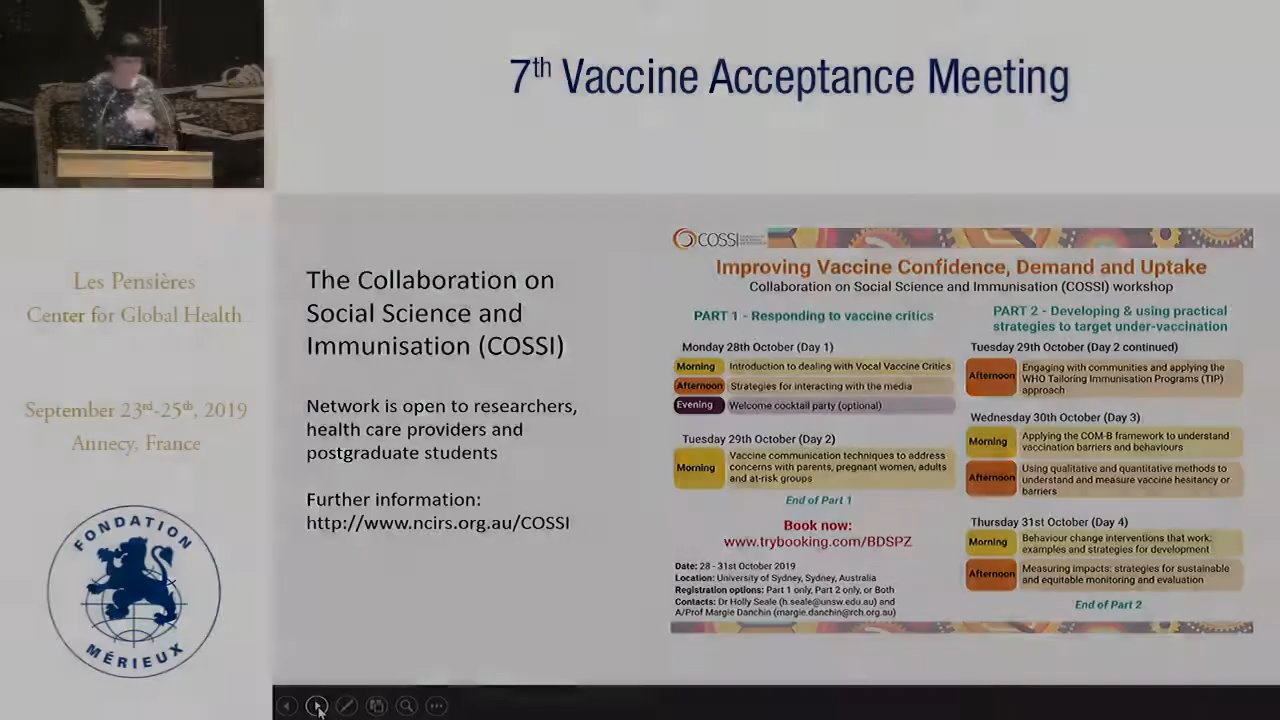 7th Vaccine Acceptance Meeting
Les Pensières
Center for Global Health
September 23rd-25th, 2019
Annecy, France
FONDATION
MÉRIEUX
The Collaboration on
Social Science and
Immunisation (COSSI)
Network is open to researchers,
health care providers and
postgraduate students
Further information:
http://www.ncirs.org.au/COSSI
COSSI
Improving Vaccine Confidence, Demand and Uptake
Collaboration on Social Science and Immunisation (COSSI) workshop
PART 1 - Responding to vaccine critics
Monday 28th October (Day 1)
Morning Introduction to dealing with Vocal Vaccine Critics
Afternoon Strategies for interacting with the media
Evening Welcome cocktail party (optional)
Tuesday 29th October (Day 2)
Morning
Vaccine communication techniques to address
concerns with parents, pregnant women, adults
and at-risk groups
End of Part 1
Book now:
www.trybooking.com/BDSPZ
Date: 28 - 31st October 2019
Location: University of Sydney, Sydney, Australia
Registration options: Part 1 only, Part 2 only, or Both
Contacts: Dr Holly Seale (h.seale@unsw.edu.au) and
A/Prof Margie Danchin (margie.danchin@rch.org.au)
PART 2 - Developing & using practical
strategies to target under-vaccination
Tuesday 29th October (Day 2 continued)
Afternoon
Engaging with communities and applying the
WHO Tailoring Immunisation Programs (TIP)
approach
Wednesday 30th October (Day 3)
Morning
Applying the COM-B framework to understand
vaccination barriers and behaviours
Afternoon
Using qualitative and quantitative methods to
understand and measure vaccine hesitancy or
barriers
Thursday 31st October (Day 4)
Morning
Behaviour change interventions that work:
examples and strategies for development
Afternoon
Measuring impacts: strategies for sustainable
and equitable monitoring and evaluation
End of Part 2